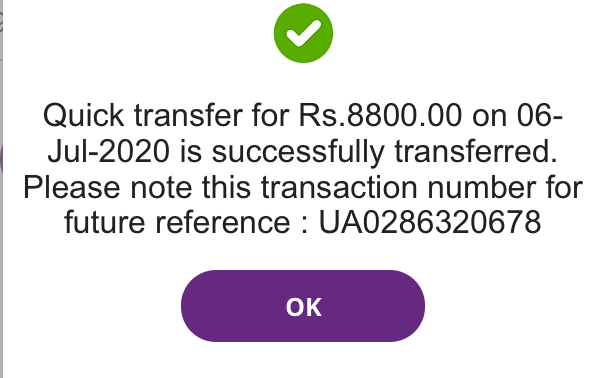 Quick transfer for Rs.8800.00 on 06-
Jul-2020 is successfully transferred.
Please note this transaction number for
future reference : UA0286320678
OK